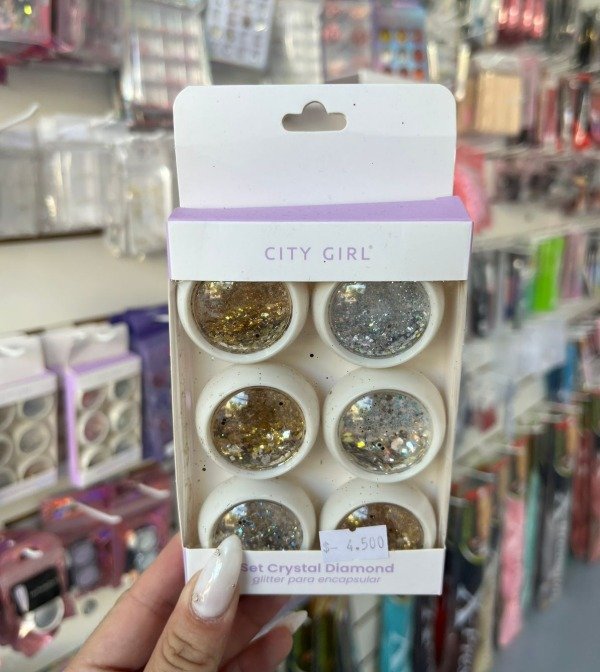 CITY GIRL®
$- 4.500
Set Crystal Diamond
glitter para encapsular